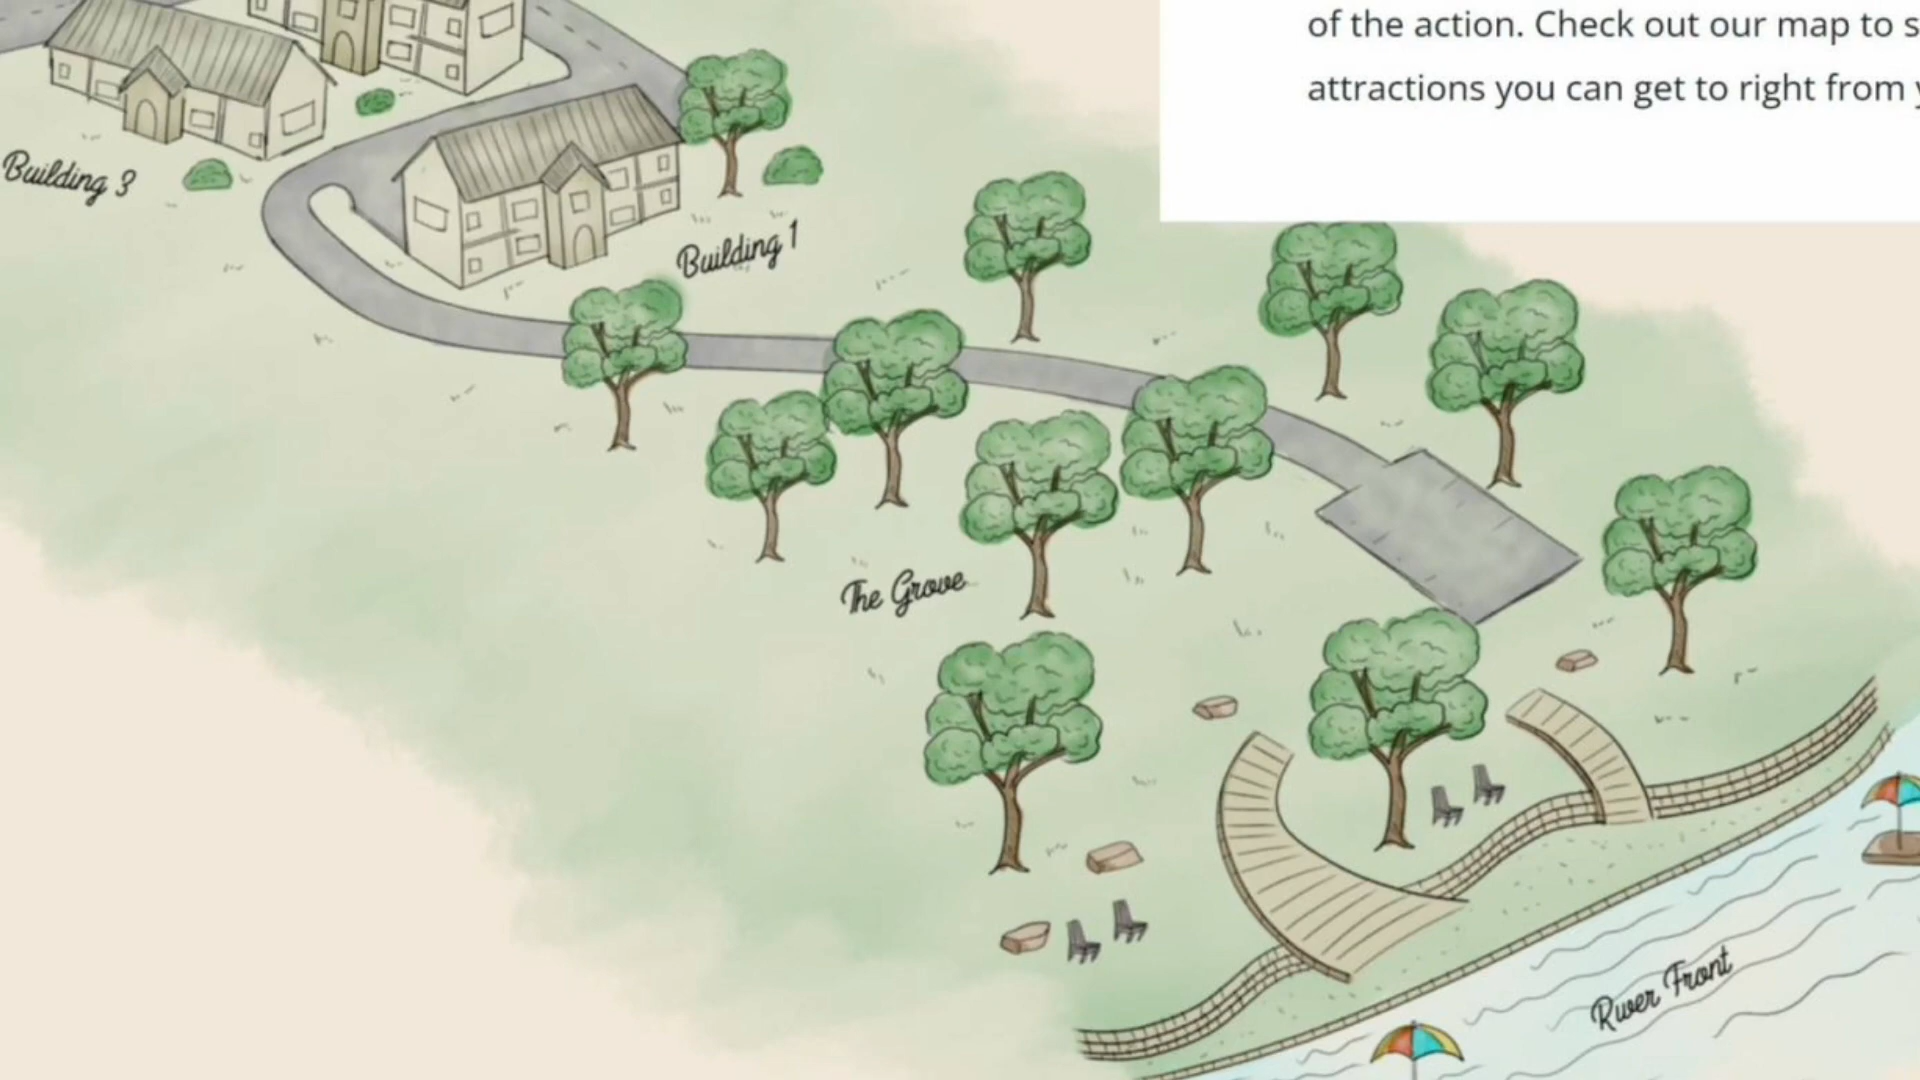 of the action. Check out our map to s
attractions you can get to right from y
Building 3
Building 1
The Grove
River Front